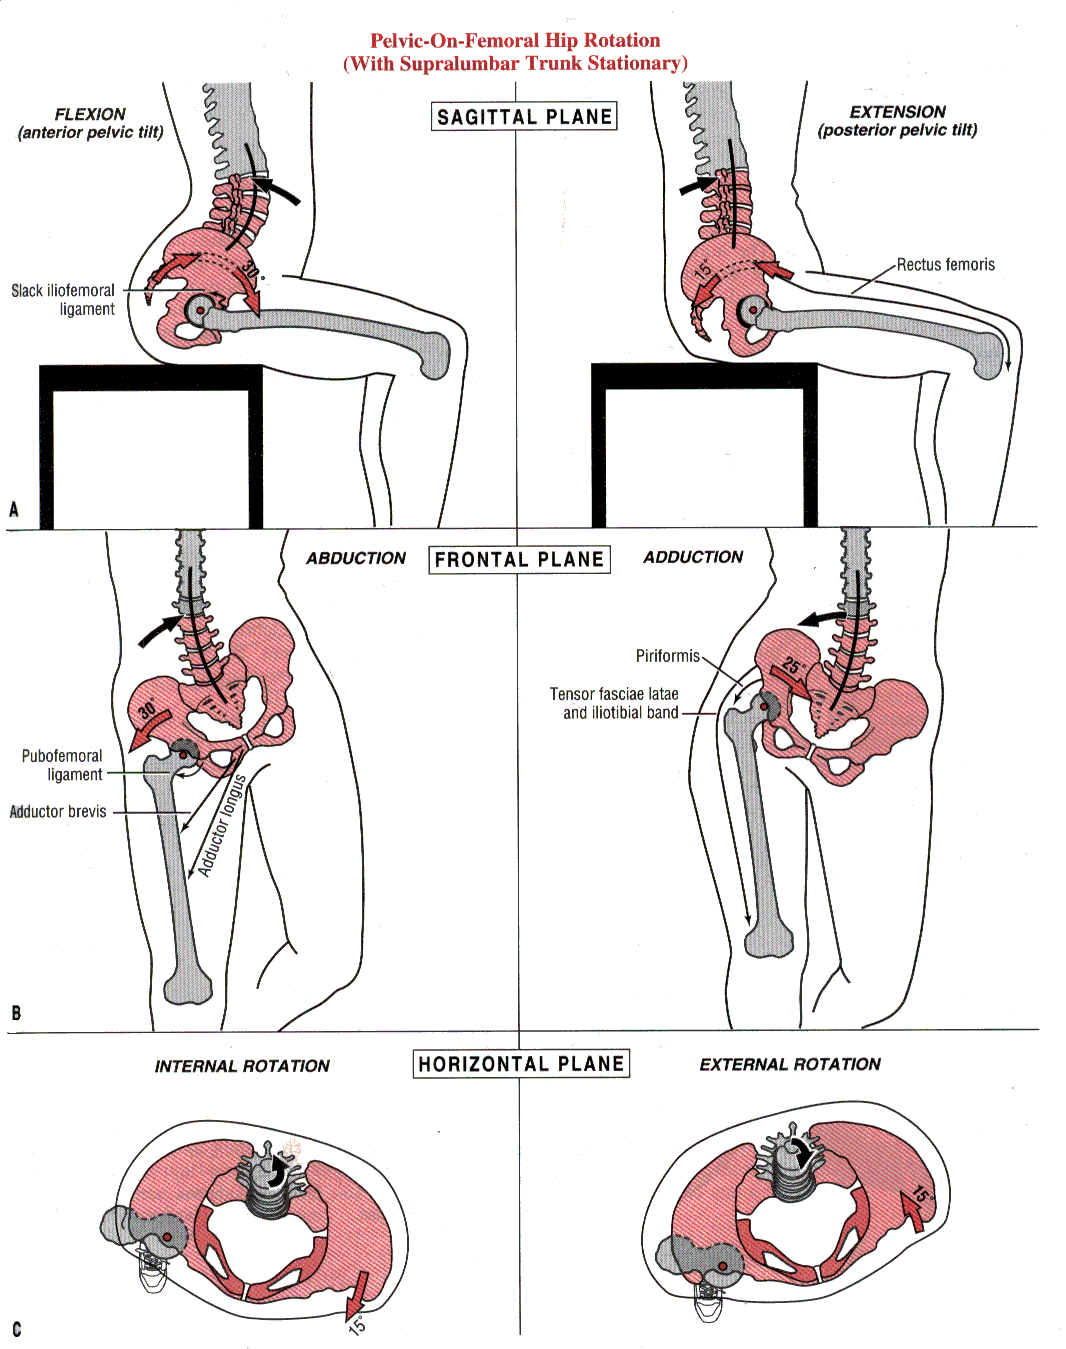 Pelvic-On-Femoral Hip Rotation
(With Supralumbar Trunk Stationary)
FLEXION
(anterior pelvic tilt)
SAGITTAL PLANE
EXTENSION
(posterior pelvic tilt)
30°
Slack iliofemoral
ligament
15°
Rectus femoris
A
ABDUCTION
FRONTAL PLANE
ADDUCTION
30°
Pubofemoral
ligament
Adductor brevis
Adductor longus
Piriformis
25°
Tensor fasciae latae
and iliotibial band
B
INTERNAL ROTATION
HORIZONTAL PLANE
EXTERNAL ROTATION
15°
15°
C